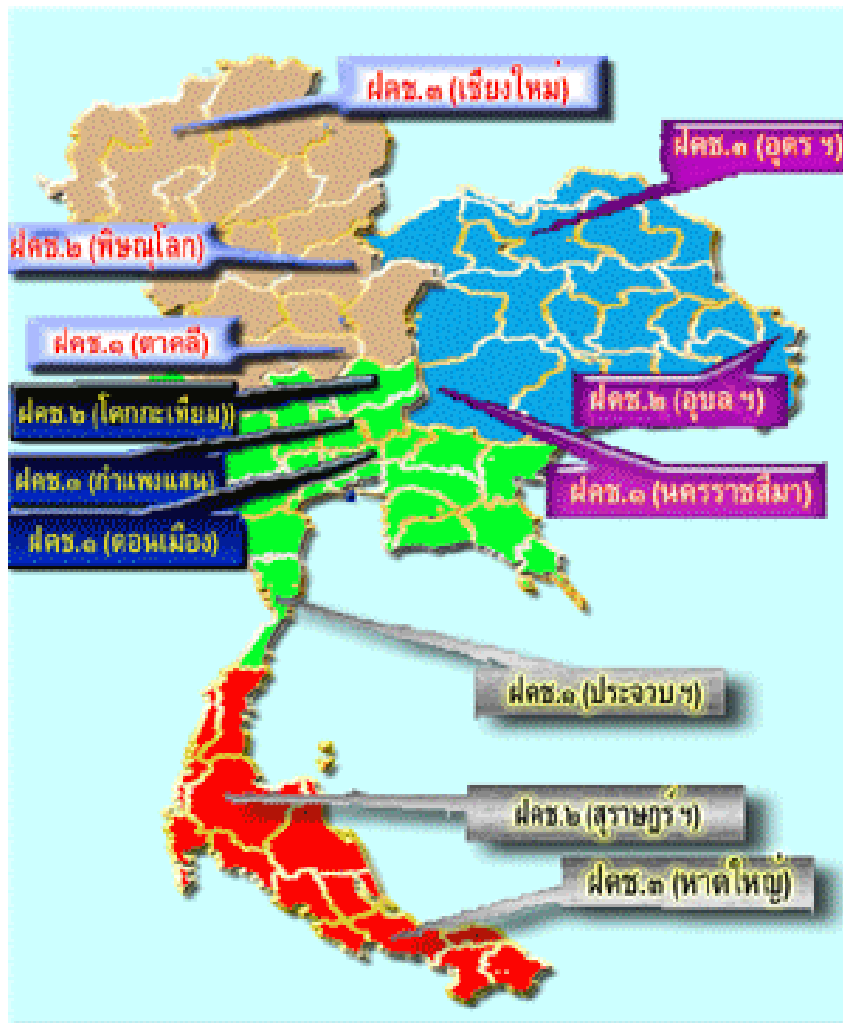 ฝคช.๓ (เชียงใหม่)
ฝคช.๓ (อุดร ฯ)
ฝคช.๒ (พิษณุโลก)
ฝคช.๑ (ตาคลี)
ฝคช.๒ (อุบล ฯ)
ฝคช.๒ (โคกกะเทียม))
ฝคช.๑ (กำแพงแสน)
ฝคช.๑ (นครราชสีมา)
ฝคช.๑ (ดอนเมือง)
ฝคช.๑ (ประจวบ ฯ)
ฝคช.๒ (สุราษฎร์ ฯ)
ฝคช.๓ (หาดใหญ่)